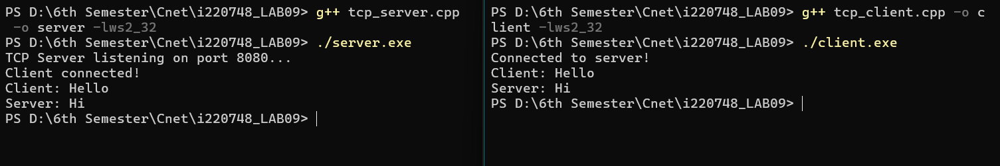 PS D:\6th Semester\Cnet\i220748_LAB09> g++ tcp_server.cpp
-o server -lws2_32
PS D:\6th Semester\Cnet\i220748_LAB09> ./server.exe
TCP Server listening on port 8080...
Client connected!
Client: Hello
Server: Hi
PS D:\6th Semester\Cnet\i220748_LAB09>
PS D:\6th Semester\Cnet\i220748_LAB09> g++ tcp_client.cpp -o c
lient -lws2_32
PS D:\6th Semester\Cnet\i220748_LAB09> ./client.exe
Connected to server!
Client: Hello
Server: Hi
PS D:\6th Semester\Cnet\i220748_LAB09>